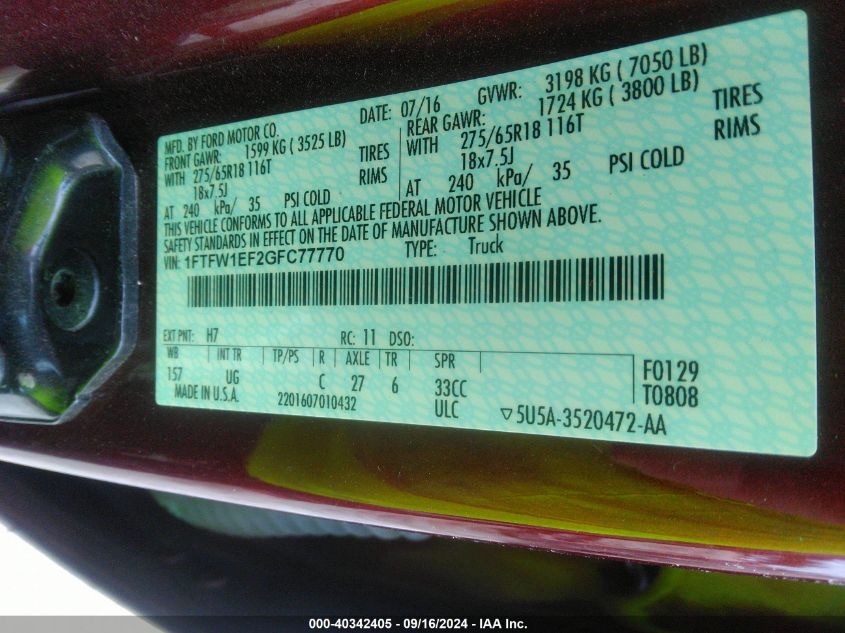 MFD. BY FORD MOTOR CO.
DATE: 07/16 GVWR: 3198 KG ( 7050 LB)
FRONT GAWR: 1599 KG ( 3525 LB)
WITH 275/65R18 116T TIRES
18x7.5J RIMS
AT 240 kPa/ 35 PSI COLD
REAR GAWR: 1724 KG ( 3800 LB)
WITH 275/65R18 116T TIRES
18x7.5J RIMS
AT 240 kPa/ 35 PSI COLD
THIS VEHICLE CONFORMS TO ALL APPLICABLE FEDERAL MOTOR VEHICLE
SAFETY STANDARDS IN EFFECT ON THE DATE OF MANUFACTURE SHOWN ABOVE.
VIN: 1FTFW1EF2GFC77770 TYPE: Truck
EXT PNT: H7 RC: 11 DSO:
WB INT TR TP/PS R AXLE TR SPR
157 UG C 27 6 33CC
F0129
T0808
MADE IN U.S.A. 2201607010432 ULC ▽5U5A-3520472-AA
000-40342405 - 09/16/2024 - IAA Inc.